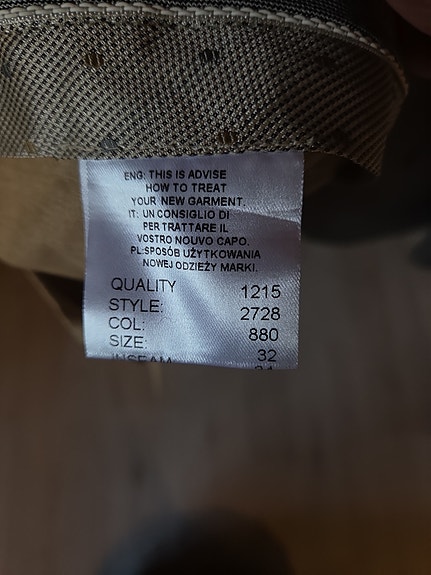 ENG: THIS IS ADVISE
HOW TO TREAT
YOUR NEW GARMENT.
IT: UN CONSIGLIO DI
PER TRATTARE IL
VOSTRO NOUVO CAPO.
PL:SPOSÓB UŻYTKOWANIA
NOWEJ ODZIEŻY MARKI.
QUALITY 1215
STYLE: 2728
COL: 880
SIZE: 32
INSEAM